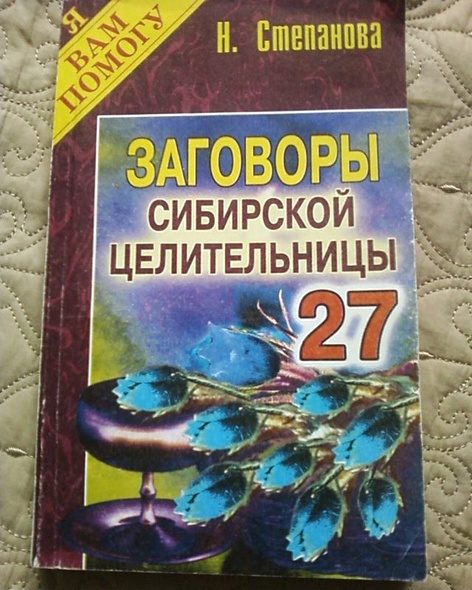 Я
ВАМ
ПОМОГУ
Н. Степанова
ЗАГОВОРЫ
СИБИРСКОЙ
ЦЕЛИТЕЛЬНИЦЫ
27